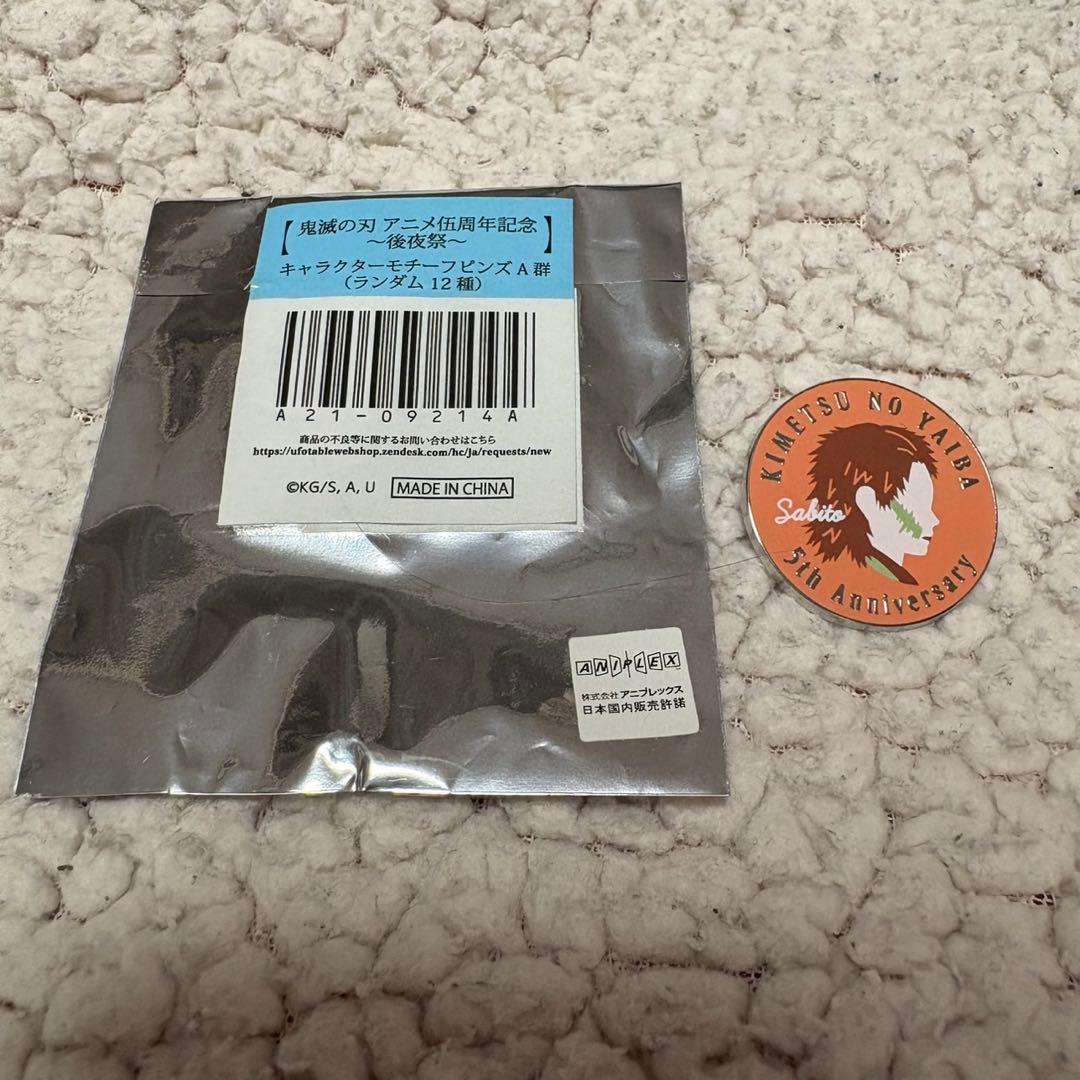 【鬼滅の刃 アニメ伍周年記念
〜後夜祭〜】
キャラクターモチーフピンズ A 群
（ランダム 12 種）
A21-09214A
商品の不良等に関するお問い合わせはこちら
https://ufotablewebshop.zendesk.com/hc/ja/requests/new
©KG/S, A, U MADE IN CHINA
ANIPLEX
株式会社 アニプレックス
日本国内販売許諾
KIMETSU NO YAIBA
Sabito
5th Anniversary